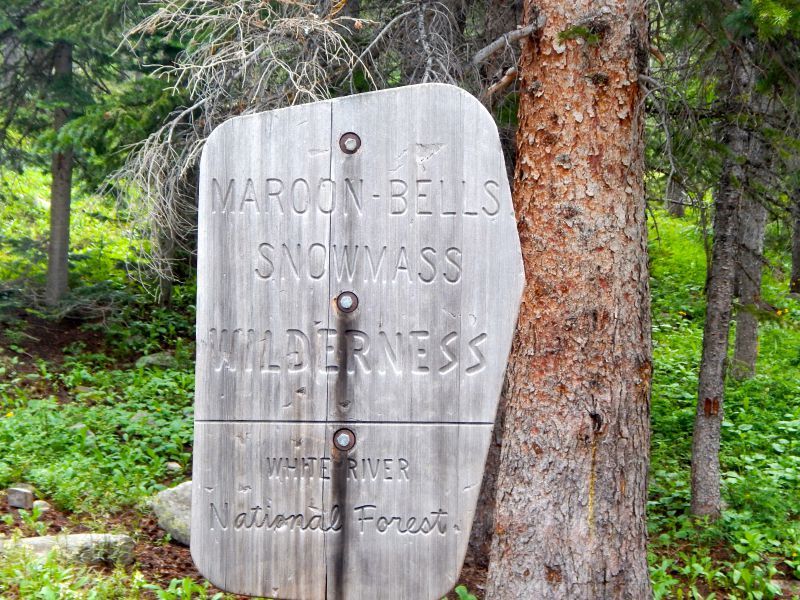 MAROON-BELLS
SNOWMASS
WILDERNESS
WHITE RIVER
National Forest